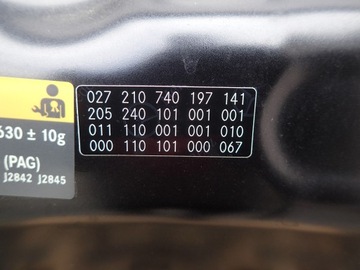 027 210 740 197 141
205 240 101 001 001
011 110 001 001 010
000 110 101 000 067
630 ± 10g
(PAG)
J2842 J2845